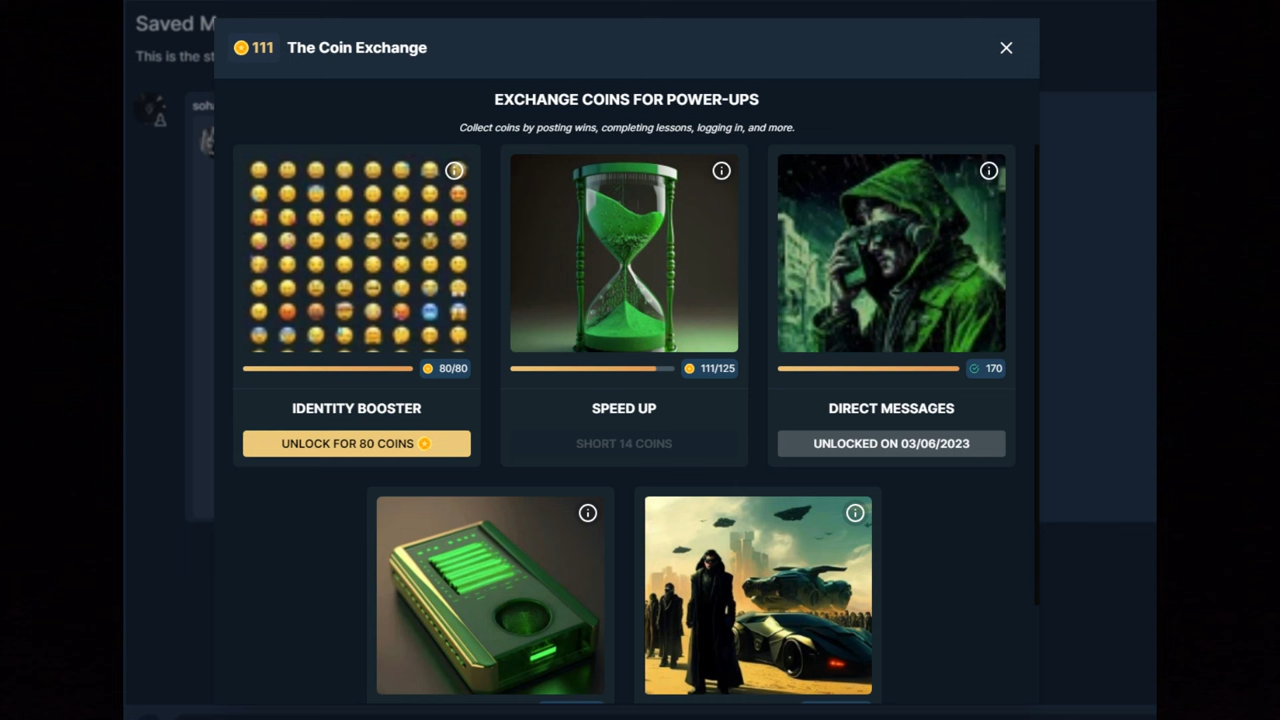 Saved M
This is the st
soh
111 The Coin Exchange
EXCHANGE COINS FOR POWER-UPS
Collect coins by posting wins, completing lessons, logging in, and more.
80/80
IDENTITY BOOSTER
UNLOCK FOR 80 COINS
111/125
SPEED UP
SHORT 14 COINS
170
DIRECT MESSAGES
UNLOCKED ON 03/06/2023